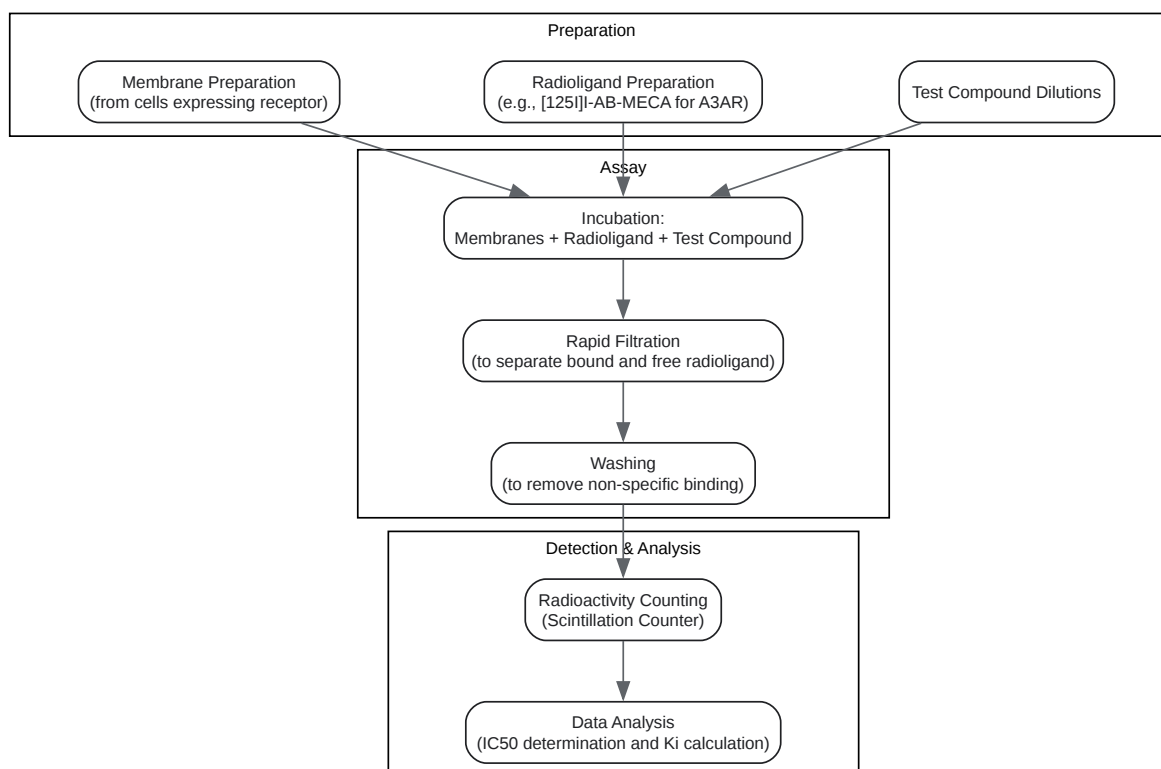 Preparation
Membrane Preparation
(from cells expressing receptor)
Radioligand Preparation
(e.g., [125I]I-AB-MECA for A3AR)
Test Compound Dilutions
Assay
Incubation:
Membranes + Radioligand + Test Compound
Rapid Filtration
(to separate bound and free radioligand)
Washing
(to remove non-specific binding)
Detection & Analysis
Radioactivity Counting
(Scintillation Counter)
Data Analysis
(IC50 determination and Ki calculation)